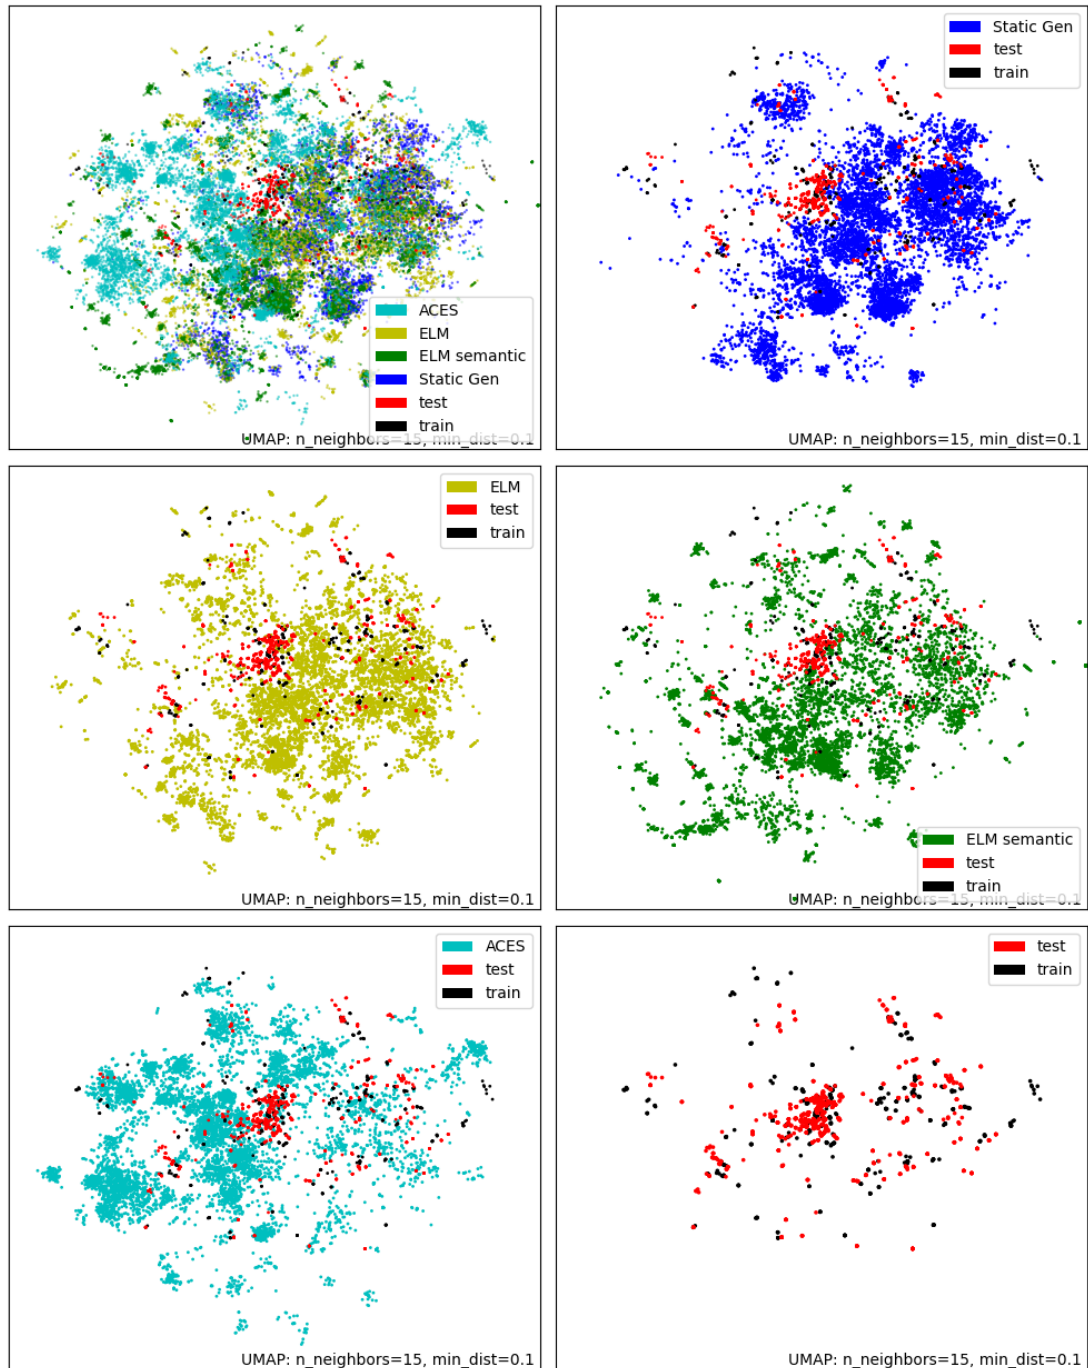 ACES
ELM
ELM semantic
Static Gen
test
train
UMAP: n_neighbors=15, min_dist=0.1
Static Gen
test
train
UMAP: n_neighbors=15, min_dist=0.1
ELM
test
train
UMAP: n_neighbors=15, min_dist=0.1
ELM semantic
test
train
UMAP: n_neighbors=15, min_dist=0.1
ACES
test
train
UMAP: n_neighbors=15, min_dist=0.1
test
train
UMAP: n_neighbors=15, min_dist=0.1